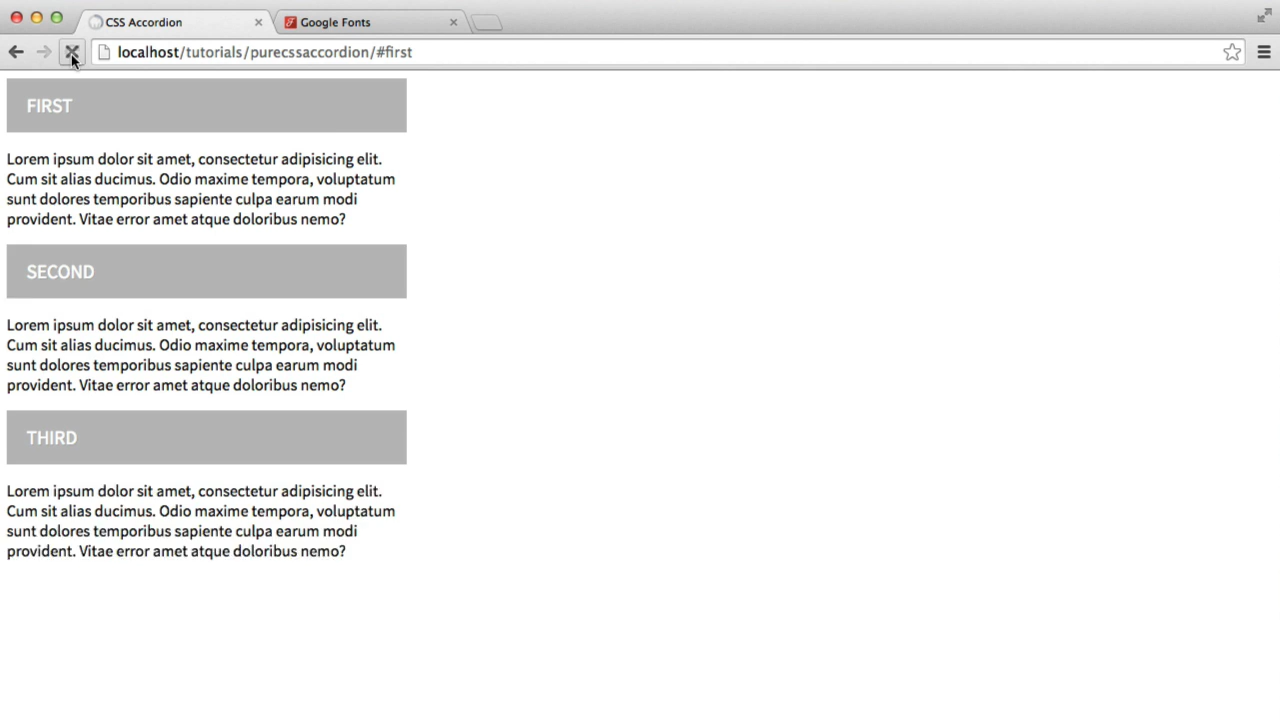 CSS Accordion
Google Fonts
localhost/tutorials/purecssaccordion/#first
FIRST
Lorem ipsum dolor sit amet, consectetur adipisicing elit.
Cum sit alias ducimus. Odio maxime tempora, voluptatum
sunt dolores temporibus sapiente culpa earum modi
provident. Vitae error amet atque doloribus nemo?
SECOND
Lorem ipsum dolor sit amet, consectetur adipisicing elit.
Cum sit alias ducimus. Odio maxime tempora, voluptatum
sunt dolores temporibus sapiente culpa earum modi
provident. Vitae error amet atque doloribus nemo?
THIRD
Lorem ipsum dolor sit amet, consectetur adipisicing elit.
Cum sit alias ducimus. Odio maxime tempora, voluptatum
sunt dolores temporibus sapiente culpa earum modi
provident. Vitae error amet atque doloribus nemo?